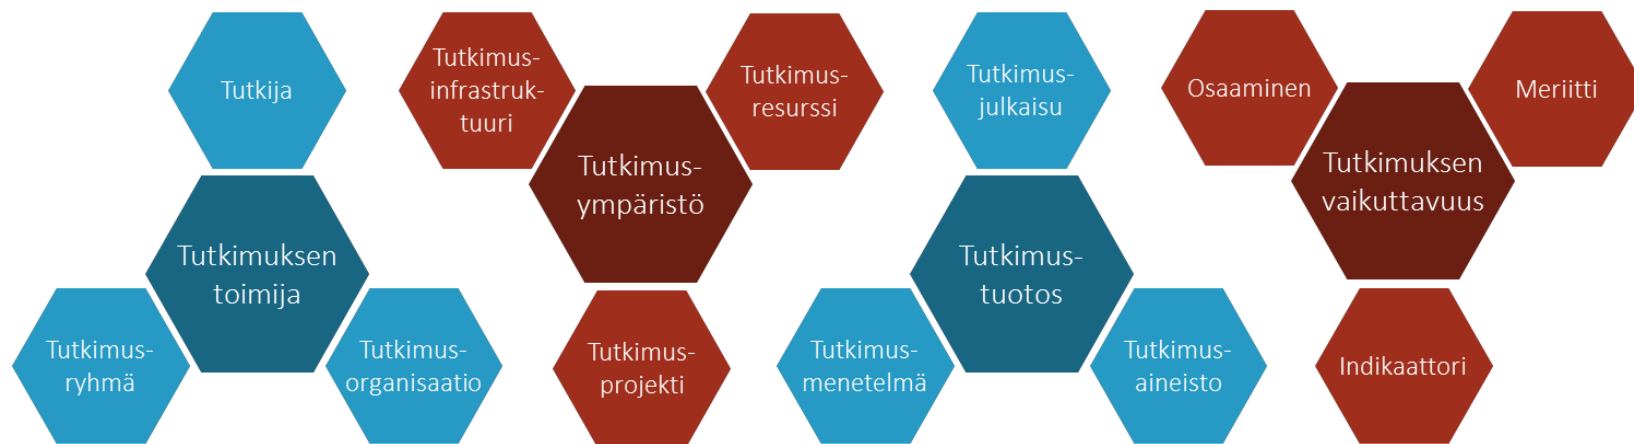 Tutkija
Tutkimuksen
toimija
Tutkimus-
ryhmä
Tutkimus-
organisaatio
Tutkimus-
infrastruk-
tuuri
Tutkimus-
resurssi
Tutkimus-
ympäristö
Tutkimus-
projekti
Tutkimus-
julkaisu
Tutkimus-
tuotos
Tutkimus-
menetelmä
Tutkimus-
aineisto
Osaaminen
Meriitti
Tutkimuksen
vaikuttavuus
Indikaattori